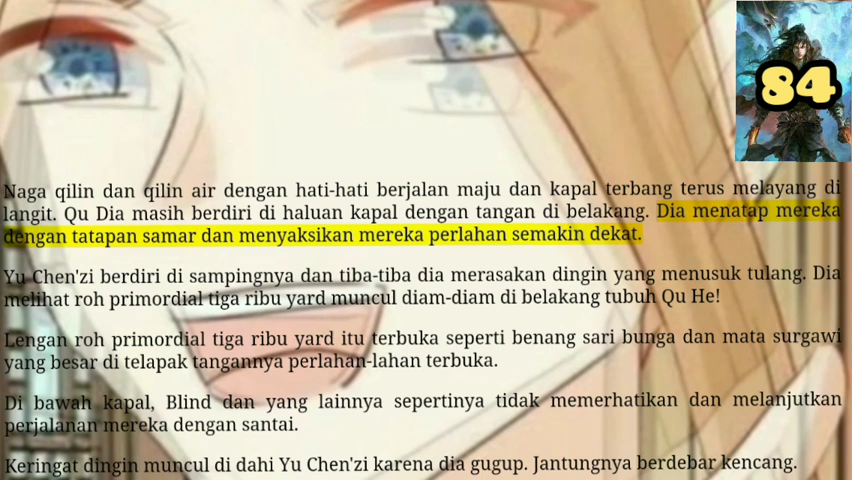 84
Naga qilin dan qilin air dengan hati-hati berjalan maju dan kapal terbang terus melayang di
langit. Qu Dia masih berdiri di haluan kapal dengan tangan di belakang. Dia menatap mereka
dengan tatapan samar dan menyaksikan mereka perlahan semakin dekat.
Yu Chen'zi berdiri di sampingnya dan tiba-tiba dia merasakan dingin yang menusuk tulang. Dia
melihat roh primordial tiga ribu yard muncul diam-diam di belakang tubuh Qu He!
Lengan roh primordial tiga ribu yard itu terbuka seperti benang sari bunga dan mata surgawi
yang besar di telapak tangannya perlahan-lahan terbuka.
Di bawah kapal, Blind dan yang lainnya sepertinya tidak memerhatikan dan melanjutkan
perjalanan mereka dengan santai.
Keringat dingin muncul di dahi Yu Chen'zi karena dia gugup. Jantungnya berdebar kencang.